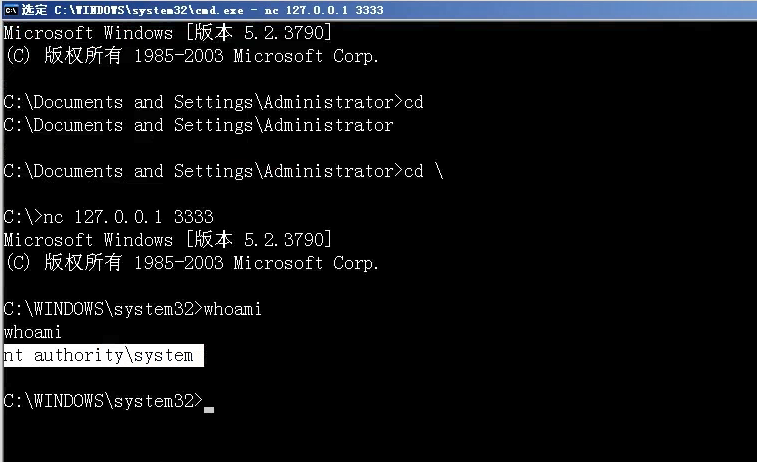 选定 C:\WINDOWS\system32\cmd.exe - nc 127.0.0.1 3333
Microsoft Windows [版本 5.2.3790]
(C) 版权所有 1985-2003 Microsoft Corp.
C:\Documents and Settings\Administrator>cd
C:\Documents and Settings\Administrator
C:\Documents and Settings\Administrator>cd \
C:\>nc 127.0.0.1 3333
Microsoft Windows [版本 5.2.3790]
(C) 版权所有 1985-2003 Microsoft Corp.
C:\WINDOWS\system32>whoami
whoami
nt authority\system
C:\WINDOWS\system32>